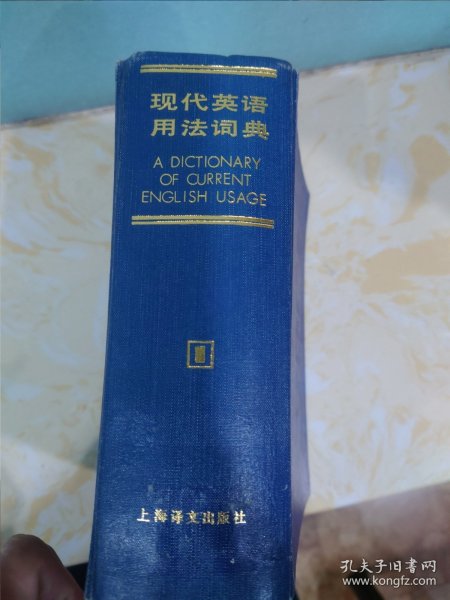 现代英语
用法词典
A DICTIONARY
OF CURRENT
ENGLISH USAGE
上海译文出版社
孔夫子旧书网
www.kongfz.com